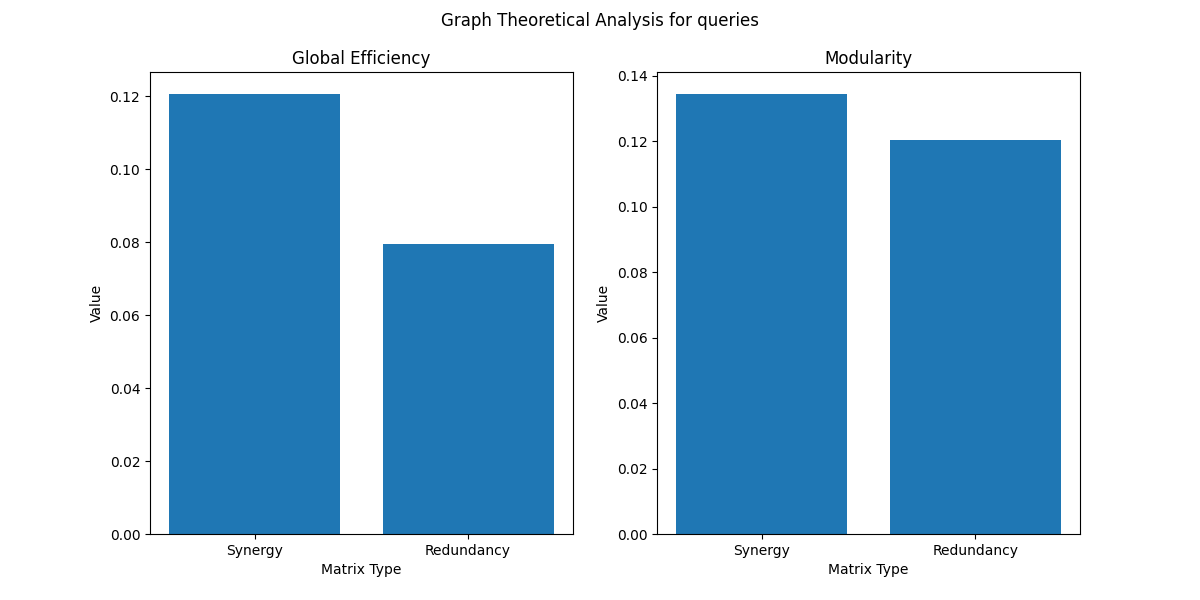 Graph Theoretical Analysis for queries
Global Efficiency
0.12
0.10
0.08
0.06
0.04
0.02
0.00
Value
Synergy
Redundancy
Matrix Type
Modularity
0.14
0.12
0.10
0.08
0.06
0.04
0.02
0.00
Value
Synergy
Redundancy
Matrix Type